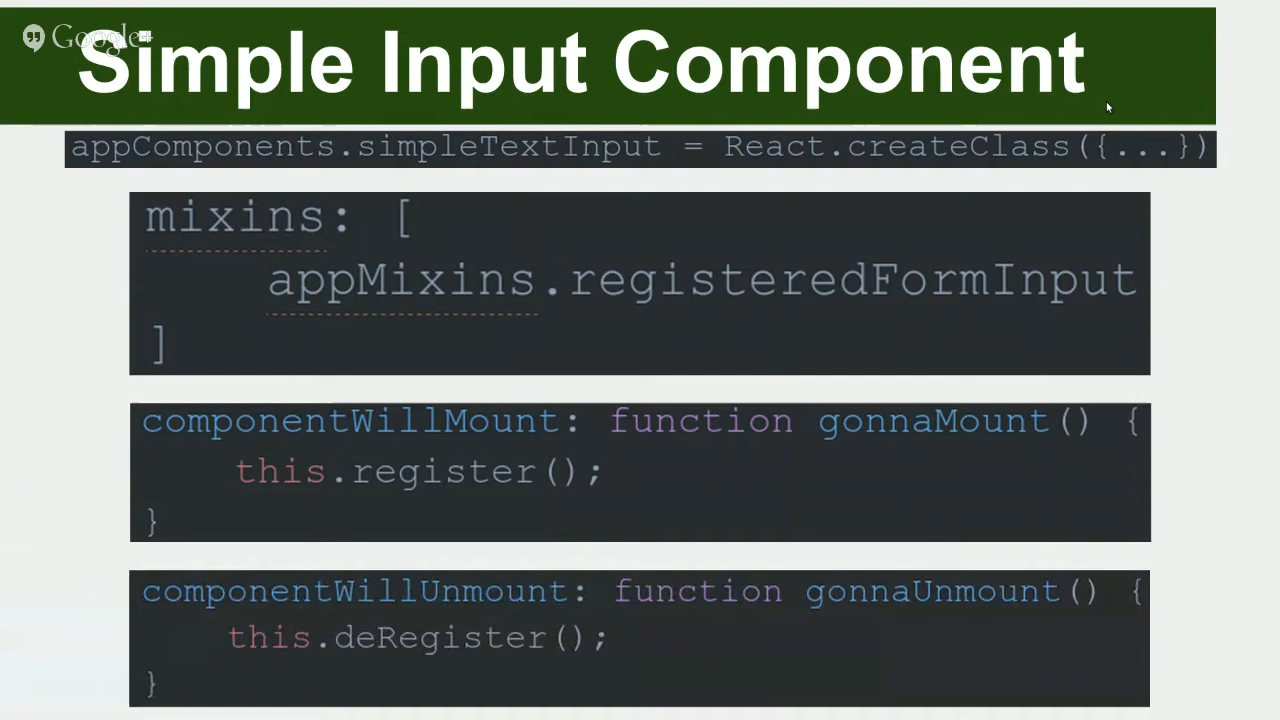 Google+
Simple Input Component
appComponents.simpleTextInput = React.createClass({...})
mixins: [
appMixins.registeredFormInput
]
componentWillMount: function gonnaMount() {
this.register();
}
componentWillUnmount: function gonnaUnmount() {
this.deRegister();
}